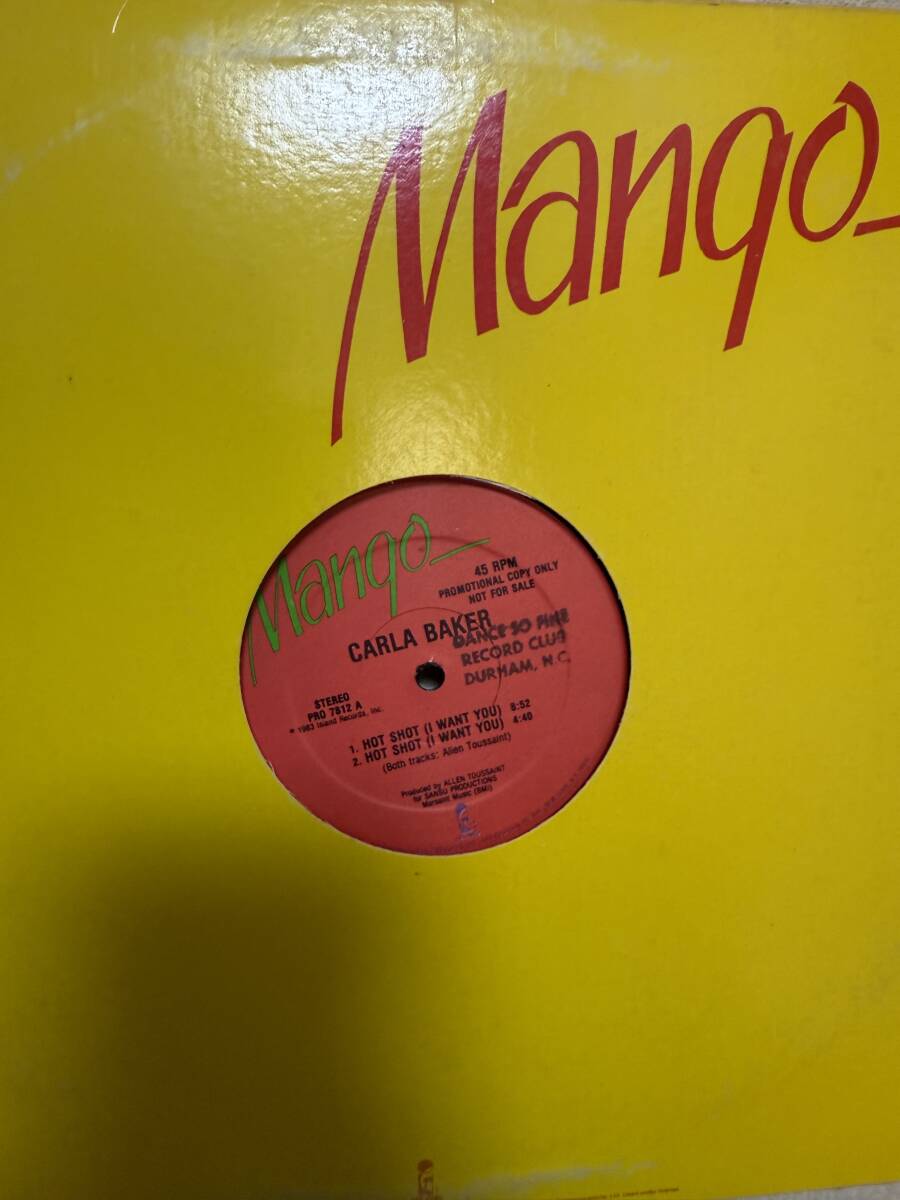 Mango
Mango
45 RPM
PROMOTIONAL COPY ONLY
NOT FOR SALE
CARLA BAKER
DANCE SO FINE
RECORD CLUB
DURHAM, N.C.
STEREO
PRO 7812 A
1983 Island Records, Inc.
1. HOT SHOT (I WANT YOU) 8:52
2. HOT SHOT (I WANT YOU) 4:40
(Both tracks: Allen Toussaint)
Produced by ALLEN TOUSSAINT
for SANSU PRODUCTIONS
Marsaint Music (BMI)